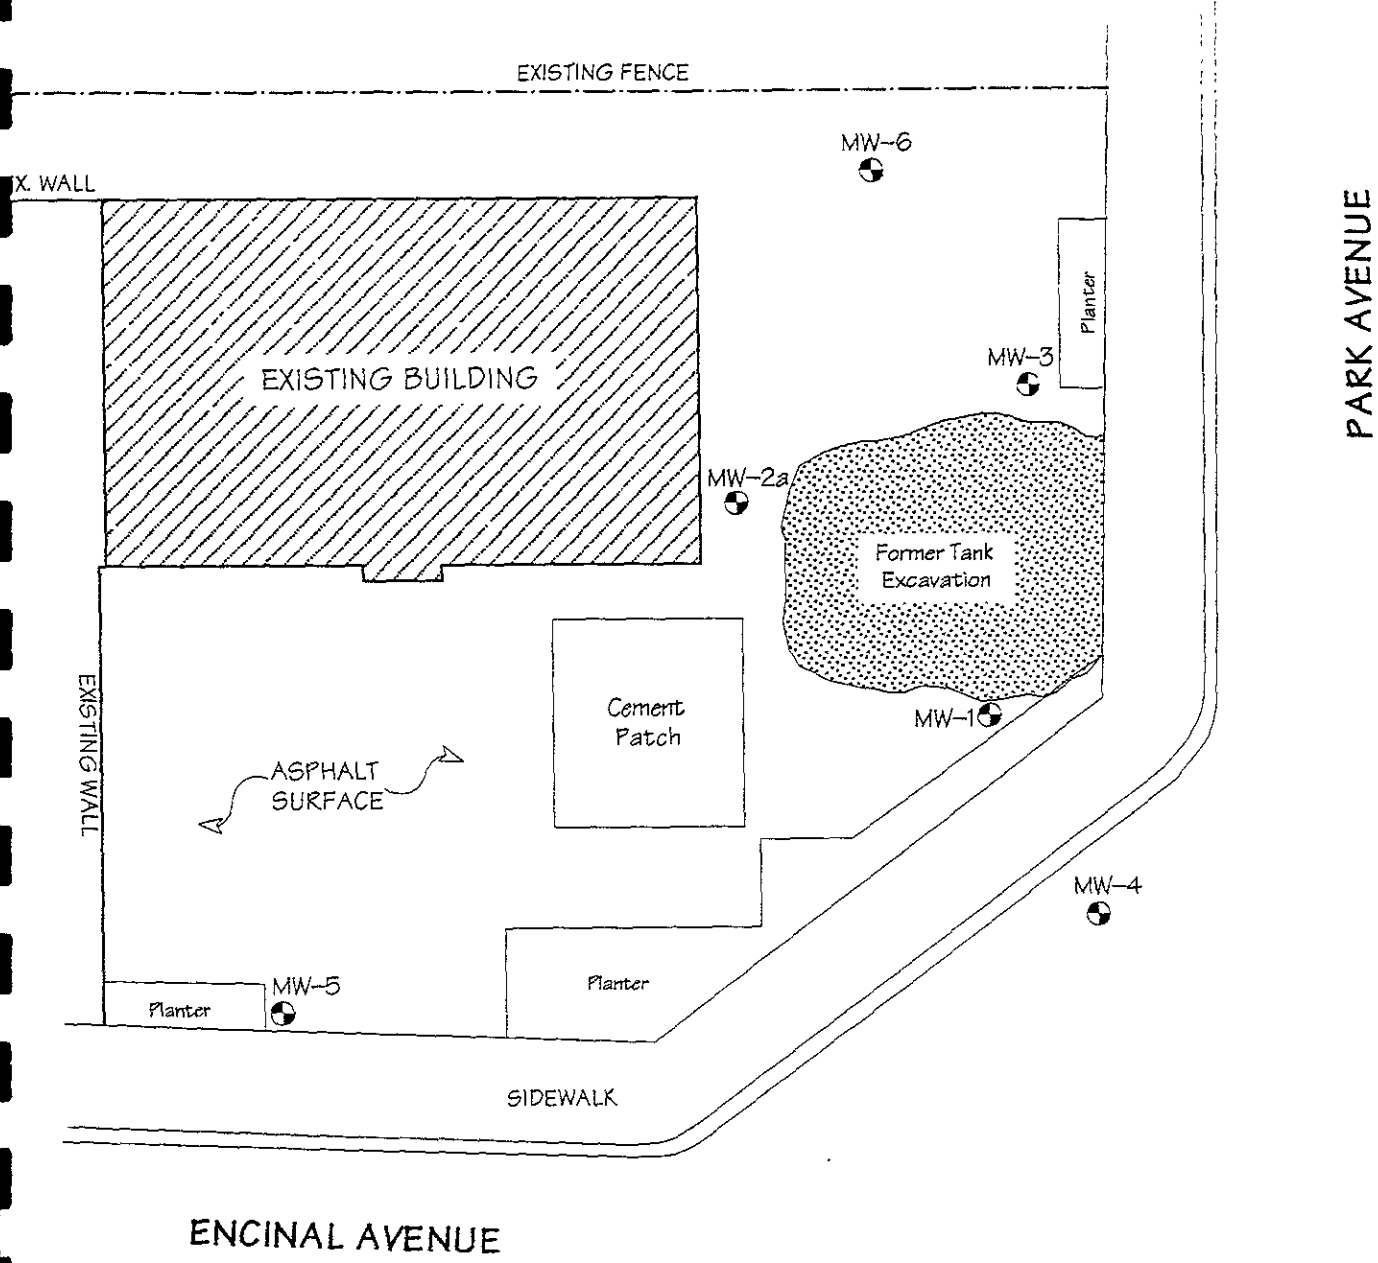 EXISTING FENCE
MW-6
X. WALL
PARK AVENUE
Planter
MW-3
EXISTING BUILDING
MW-2a
Former Tank
Excavation
EXISTING WALL
Cement
Patch
MW-1
ASPHALT
SURFACE
MW-4
MW-5
Planter
Planter
SIDEWALK
ENCINAL AVENUE